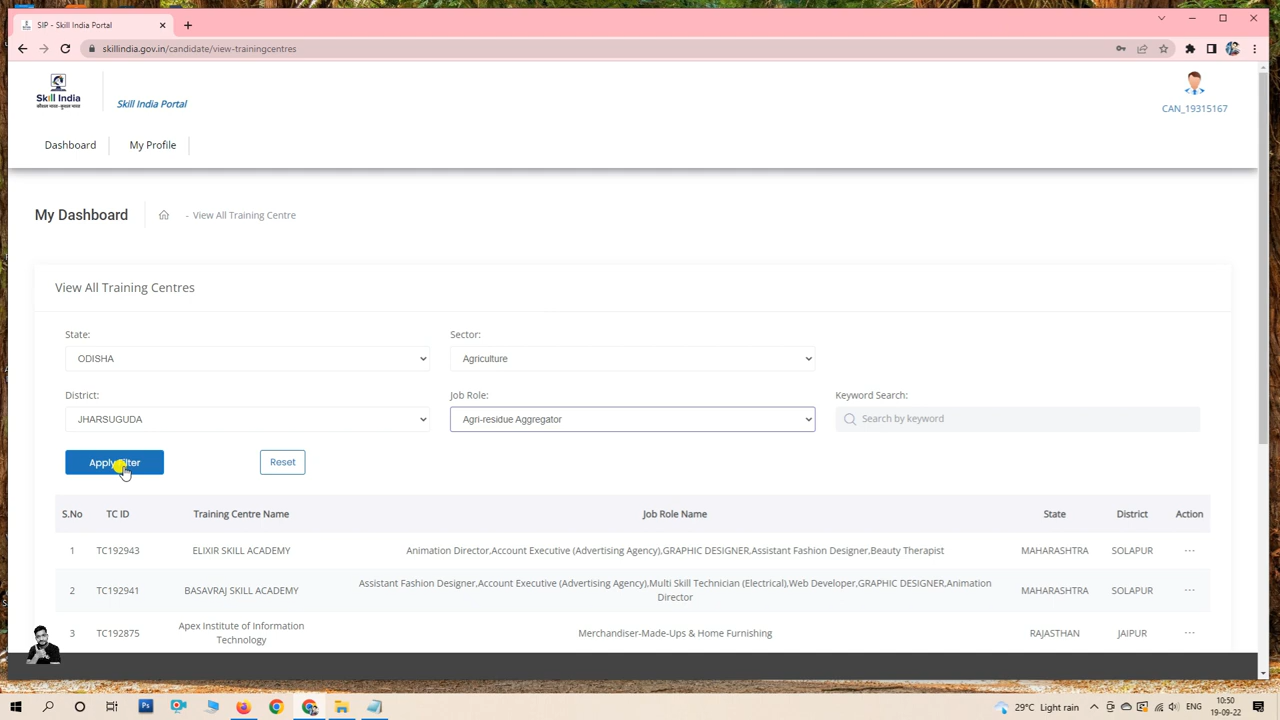 SIP - Skill India Portal
skillindia.gov.in/candidate/view-trainingcentres
Skill India
कौशल भारत-कुशल भारत
Skill India Portal
CAN_19315167
Dashboard
My Profile
My Dashboard
- View All Training Centre
View All Training Centres
State:
Sector:
ODISHA
Agriculture
District:
Job Role:
Keyword Search:
JHARSUGUDA
Agri-residue Aggregator
Search by keyword
Apply Filter
Reset
S.No TC ID Training Centre Name Job Role Name State District Action
1 TC192943 ELIXIR SKILL ACADEMY Animation Director,Account Executive (Advertising Agency),GRAPHIC DESIGNER,Assistant Fashion Designer,Beauty Therapist MAHARASHTRA SOLAPUR ...
2 TC192941 BASAVRAJ SKILL ACADEMY Assistant Fashion Designer,Account Executive (Advertising Agency),Multi Skill Technician (Electrical),Web Developer,GRAPHIC DESIGNER,Animation
Director MAHARASHTRA SOLAPUR ...
3 TC192875 Apex Institute of Information
Technology Merchandiser-Made-Ups & Home Furnishing RAJASTHAN JAIPUR ...
29°C Light rain
ENG
10:50
19-09-22